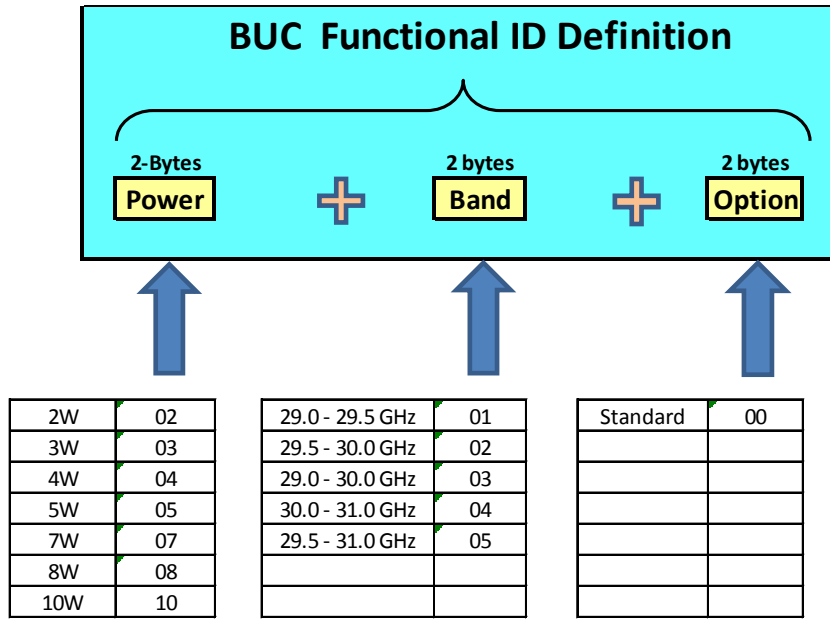 BUC Functional ID Definition
2-Bytes 2 bytes 2 bytes
Power Band Option
2W 02 29.0 - 29.5 GHz 01 Standard 00
3W 03 29.5 - 30.0 GHz 02
4W 04 29.0 - 30.0 GHz 03
5W 05 30.0 - 31.0 GHz 04
7W 07 29.5 - 31.0 GHz 05
8W 08
10W 10